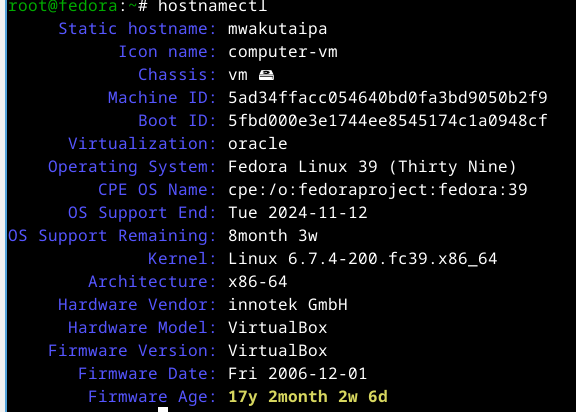 root@fedora:~# hostnamectl
Static hostname: mwakutaipa
Icon name: computer-vm
Chassis: vm 🖴
Machine ID: 5ad34ffacc054640bd0fa3bd9050b2f9
Boot ID: 5fbd000e3e1744ee8545174c1a0948cf
Virtualization: oracle
Operating System: Fedora Linux 39 (Thirty Nine)
CPE OS Name: cpe:/o:fedoraproject:fedora:39
OS Support End: Tue 2024-11-12
OS Support Remaining: 8month 3w
Kernel: Linux 6.7.4-200.fc39.x86_64
Architecture: x86-64
Hardware Vendor: innotek GmbH
Hardware Model: VirtualBox
Firmware Version: VirtualBox
Firmware Date: Fri 2006-12-01
Firmware Age: 17y 2month 2w 6d